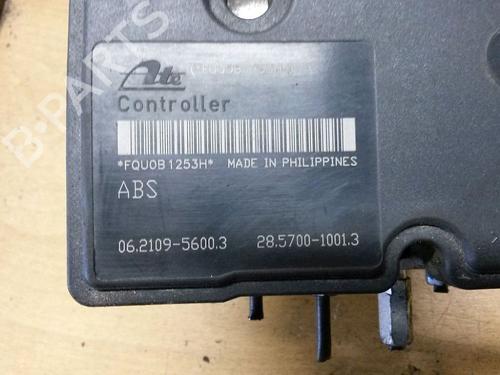 Ate
Controller
*FQU0B1253H* MADE IN PHILIPPINES
ABS
06.2109-5600.3 28.5700-1001.3
B-PARTS